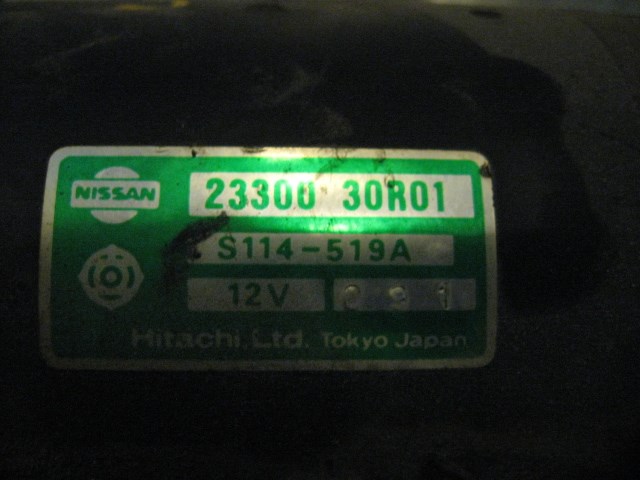 NISSAN
23300 30R01
S114-519A
12V
Hitachi, Ltd. Tokyo Japan